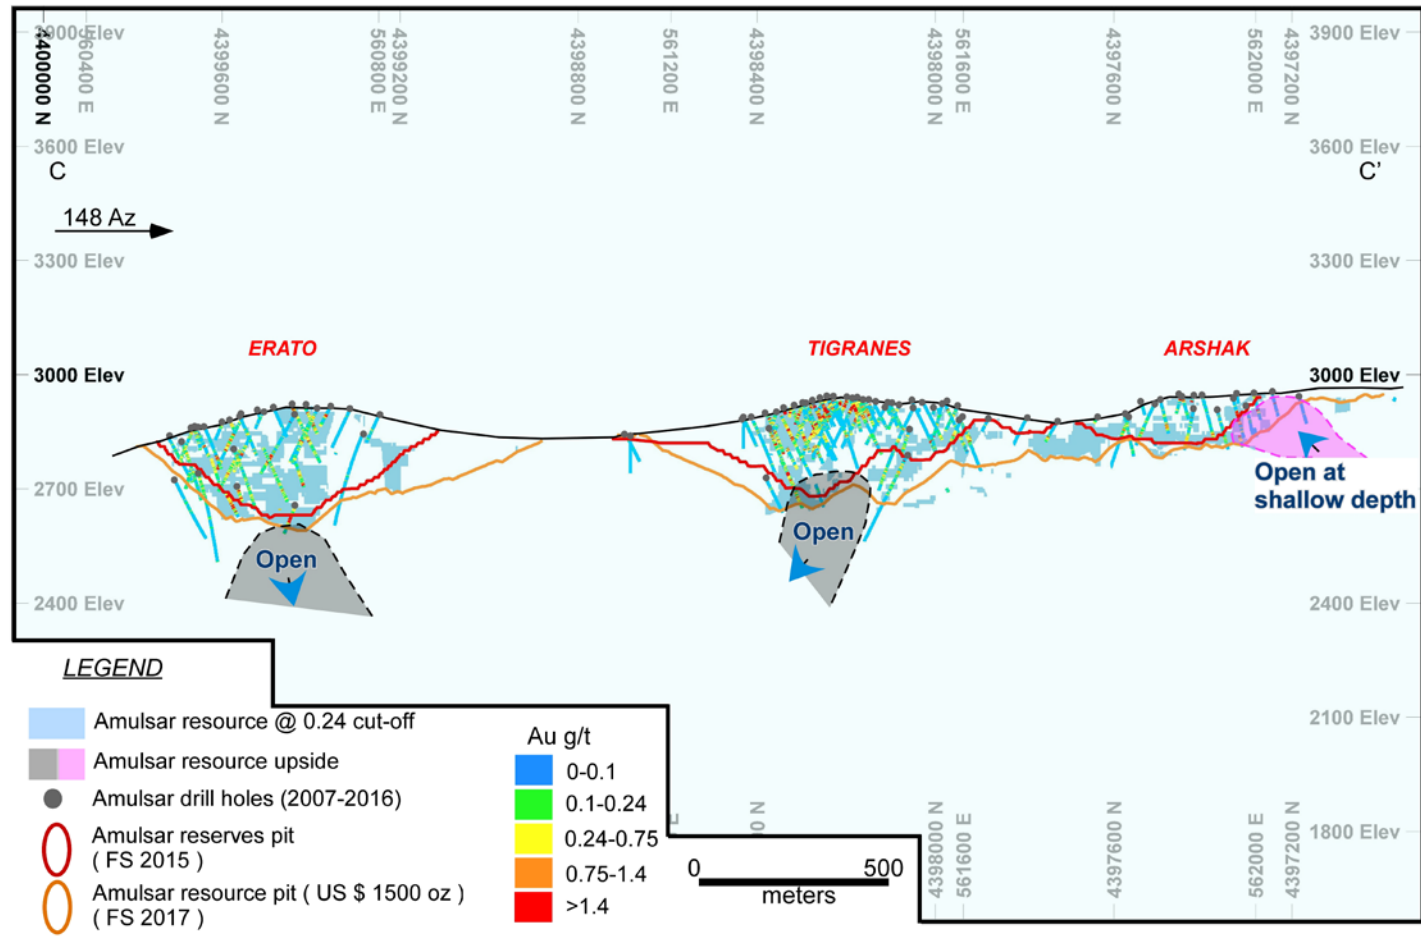 4400000 N
560400 E
4399600 N
560800 E
4399200 N
4398800 N
561200 E
4398400 N
4398000 N
561600 E
4397600 N
562000 E
4397200 N
3900 Elev
3900 Elev
3600 Elev
3600 Elev
C
C’
148 Az
3300 Elev
3300 Elev
ERATO
TIGRANES
ARSHAK
3000 Elev
3000 Elev
2700 Elev
Open at
shallow depth
Open
Open
2400 Elev
2400 Elev
2100 Elev
1800 Elev
LEGEND
Amulsar resource @ 0.24 cut-off
Amulsar resource upside
Amulsar drill holes (2007-2016)
Amulsar reserves pit
( FS 2015 )
Amulsar resource pit ( US $ 1500 oz )
( FS 2017 )
Au g/t
0-0.1
0.1-0.24
0.24-0.75
0.75-1.4
>1.4
0
500
meters
E
0 N
4398000 N
561600 E
4397600 N
562000 E
4397200 N